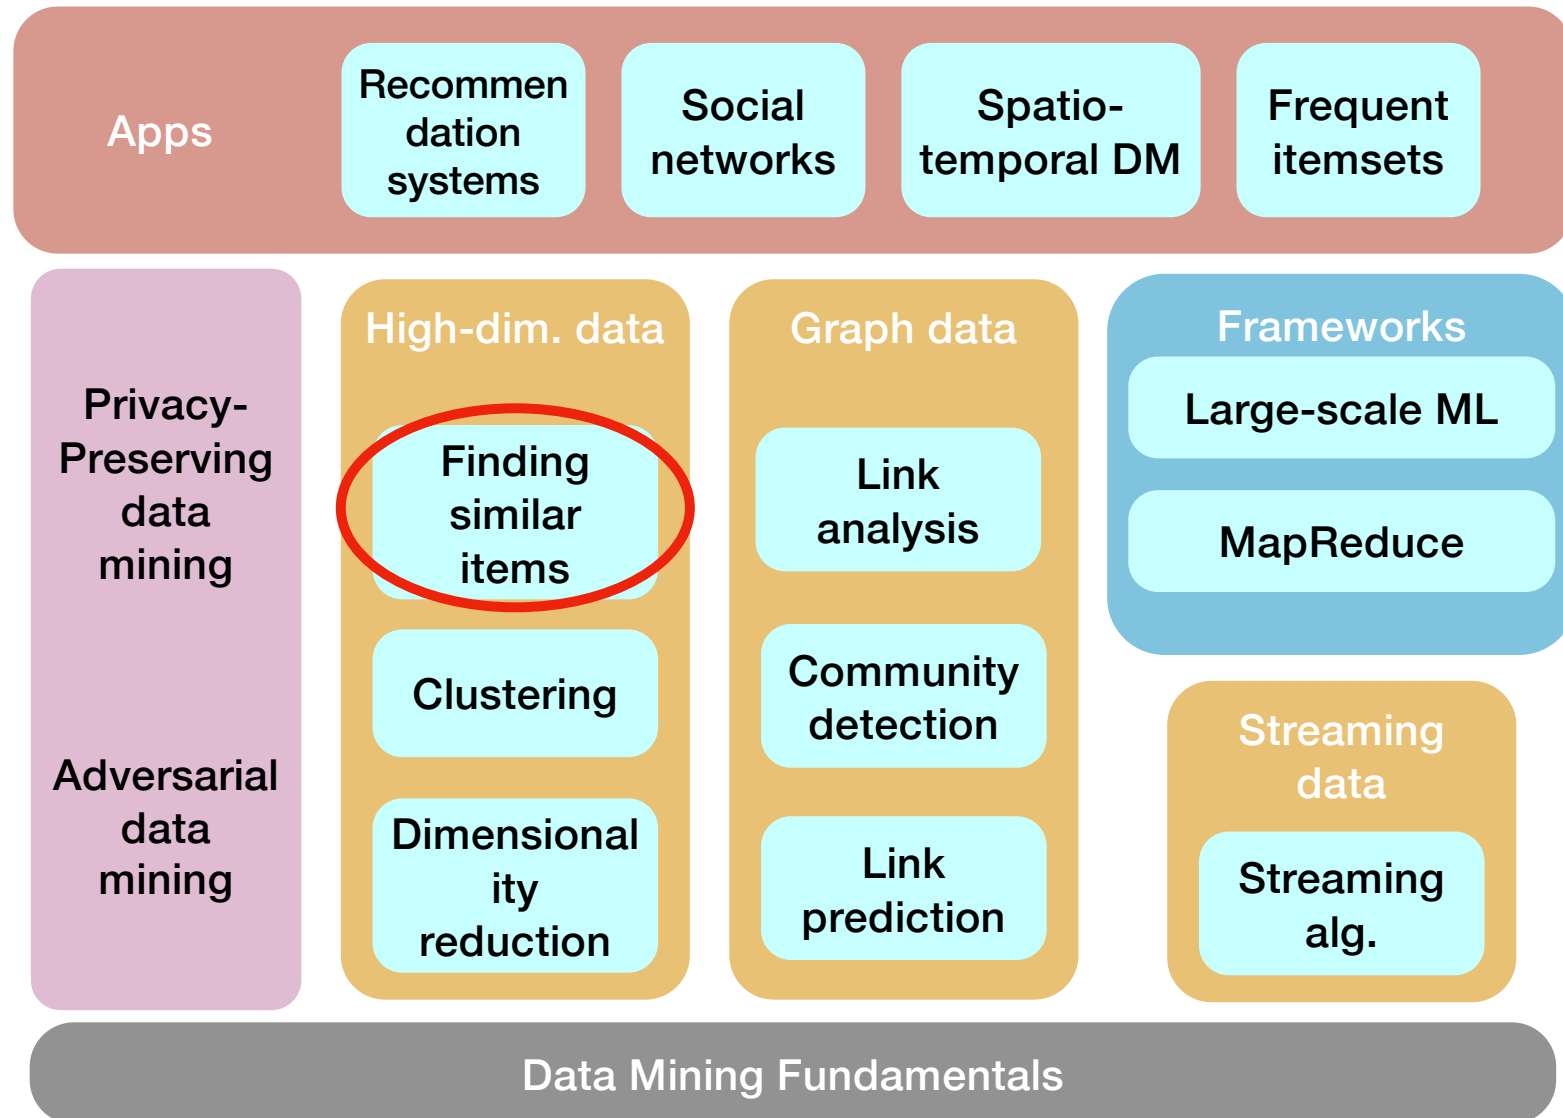 Apps
Recommen
dation
systems
Social
networks
Spatio-
temporal DM
Frequent
itemsets
Privacy-
Preserving
data
mining
Adversarial
data
mining
High-dim. data
Finding
similar
items
Clustering
Dimensional
ity
reduction
Graph data
Link
analysis
Community
detection
Link
prediction
Frameworks
Large-scale ML
MapReduce
Streaming
data
Streaming
alg.
Data Mining Fundamentals